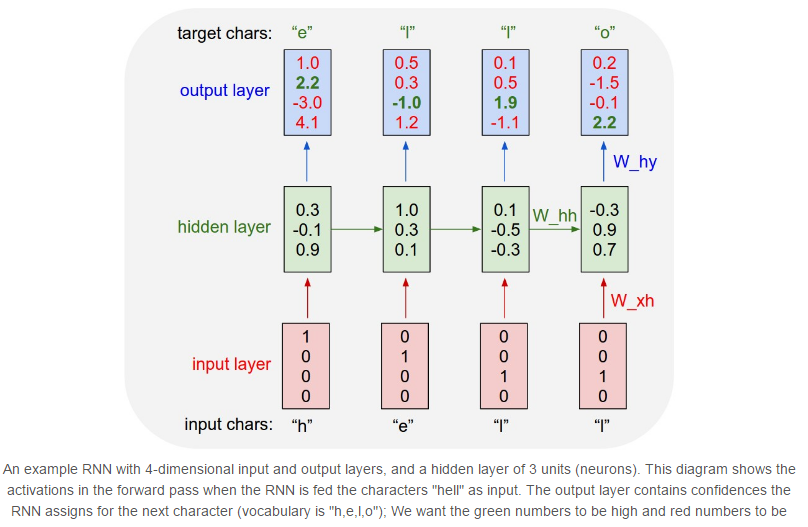 target chars: “e” “l” “l” “o”
1.0 0.5 0.1 0.2
2.2 0.3 0.5 -1.5
output layer
-3.0 -1.0 1.9 -0.1
4.1 1.2 -1.1 2.2
W_hy
0.3 1.0 0.1 -0.3
W_hh
hidden layer -0.1 0.3 -0.5 0.9
0.9 0.1 -0.3 0.7
W_xh
1 0 0 0
0 1 0 0
input layer
0 0 1 1
0 0 0 0
input chars: “h” “e” “l” “l”
An example RNN with 4-dimensional input and output layers, and a hidden layer of 3 units (neurons). This diagram shows the
activations in the forward pass when the RNN is fed the characters "hell" as input. The output layer contains confidences the
RNN assigns for the next character (vocabulary is "h,e,l,o"); We want the green numbers to be high and red numbers to be